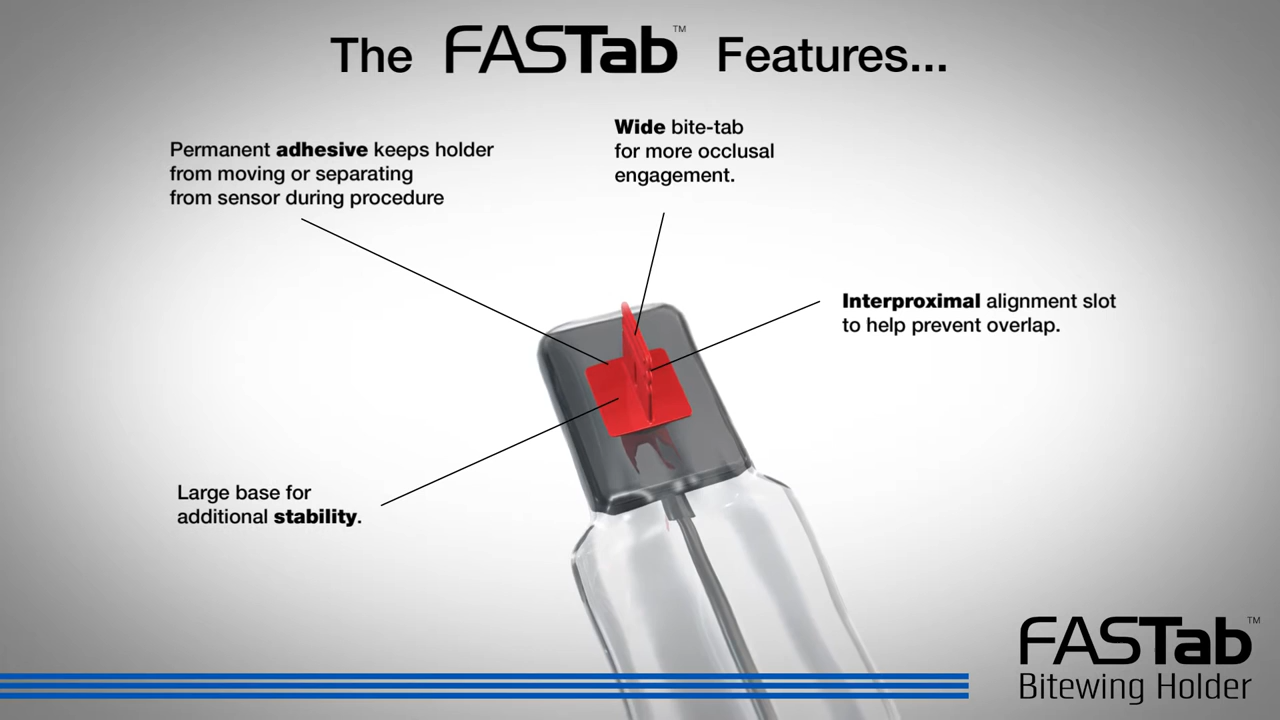 The FASTab™ Features...
Permanent adhesive keeps holder
from moving or separating
from sensor during procedure
Wide bite-tab
for more occlusal
engagement.
Interproximal alignment slot
to help prevent overlap.
Large base for
additional stability.
FASTab™
Bitewing Holder